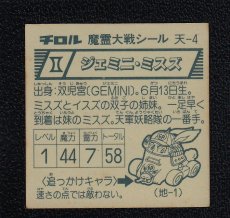 チロル 魔霊大戦シール 天-4
II ジェミニ・ミスズ
出身:双児宮(GEMINI)。6月13日生。
ミスズとイスズの双子の姉妹。一足早く
到着は妹のミスズ。天軍妖略隊の一番手。
レベル 魔力 霊力 トータル
1 44 7 58
<追っかけキャラ>
速さの点では敵わない。
(地-1)